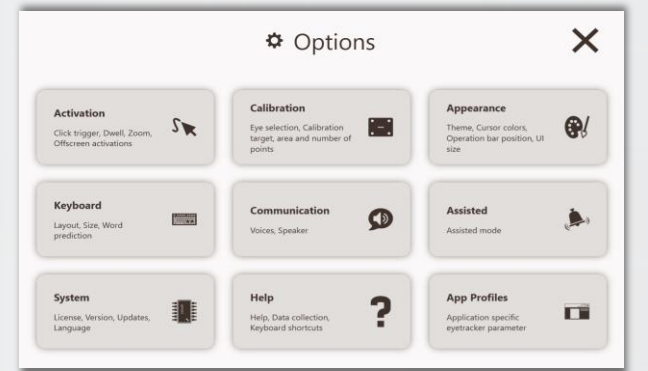 Options
Activation
Click trigger, Dwell, Zoom,
Offscreen activations
Calibration
Eye selection, Calibration
target, area and number of
points
Appearance
Theme, Cursor colors,
Operation bar position, UI
size
Keyboard
Layout, Size, Word
prediction
Communication
Voices, Speaker
Assisted
Assisted mode
System
License, Version, Updates,
Language
Help
Help, Data collection,
Keyboard shortcuts
App Profiles
Application specific
eyetracker parameter